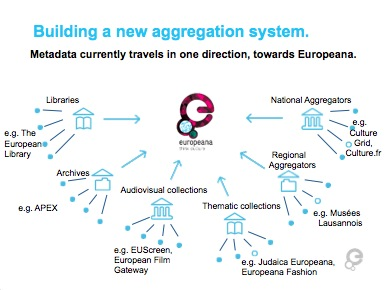 Building a new aggregation system.
Metadata currently travels in one direction, towards Europeana.
Libraries
e.g. The
European
Library
Archives
e.g. APEX
Audiovisual collections
e.g. EUScreen,
European Film
Gateway
europeana
think culture
Thematic collections
e.g. Judaica Europeana,
Europeana Fashion
National Aggregators
e.g.
Culture
Grid,
Culture.fr
Regional
Aggregators
e.g. Musées
Lausannois